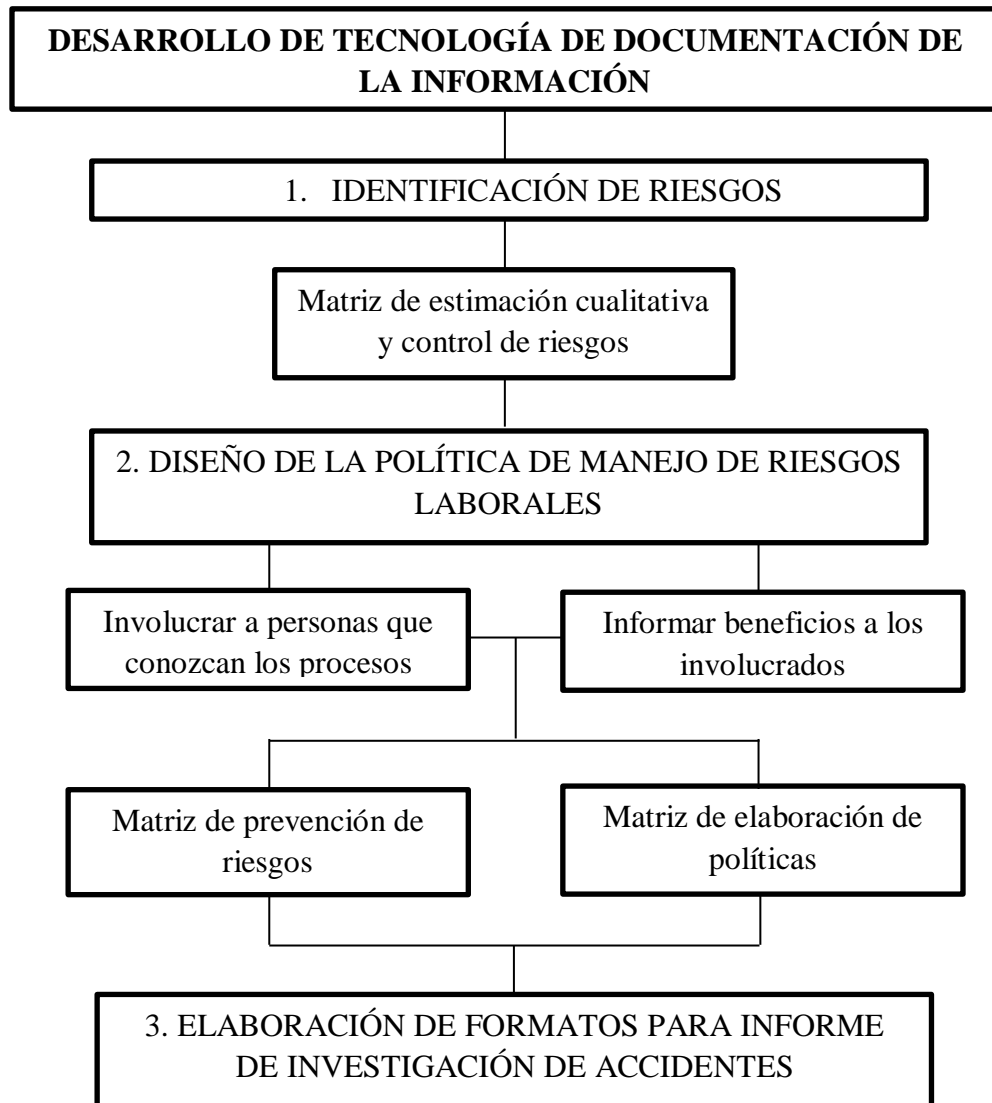 DESARROLLO DE TECNOLOGÍA DE DOCUMENTACIÓN DE
LA INFORMACIÓN
1. IDENTIFICACIÓN DE RIESGOS
Matriz de estimación cualitativa
y control de riesgos
2. DISEÑO DE LA POLÍTICA DE MANEJO DE RIESGOS
LABORALES
Involucrar a personas que
conozcan los procesos
Informar beneficios a los
involucrados
Matriz de prevención de
riesgos
Matriz de elaboración de
políticas
3. ELABORACIÓN DE FORMATOS PARA INFORME
DE INVESTIGACIÓN DE ACCIDENTES